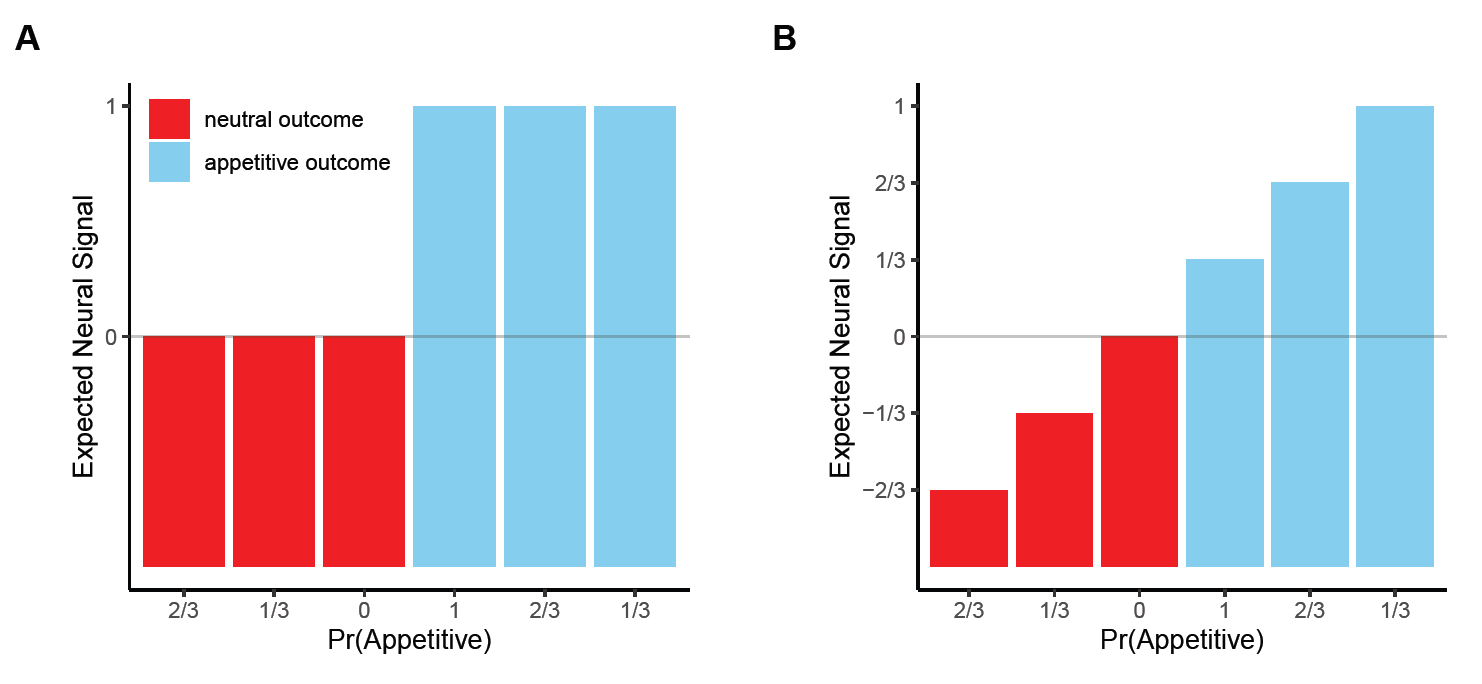 A
Expected Neural Signal
1
0
neutral outcome
appetitive outcome
2/3 1/3 0 1 2/3 1/3
Pr(Appetitive)
B
Expected Neural Signal
1
2/3
1/3
0
−1/3
−2/3
2/3 1/3 0 1 2/3 1/3
Pr(Appetitive)